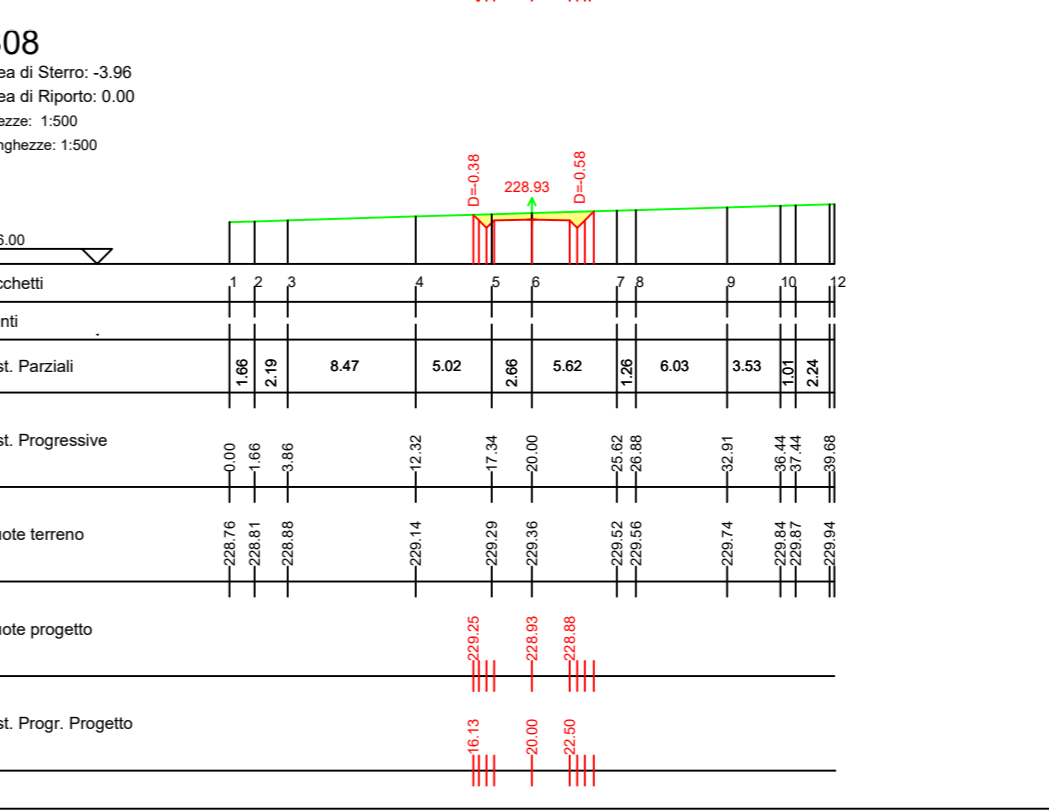 08
ea di Sterro: -3.96
ea di Riporto: 0.00
ezze: 1:500
nghezze: 1:500
D=-0.38
228.93
D=-0.58
6.00
cchetti
1 2 3 4 5 6 7 8 9 10 12
nti
st. Parziali
1.66 2.19 8.47 5.02 2.66 5.62 1.26 6.03 3.53 1.01 2.24
st. Progressive
0.00 1.66 3.86 12.32 17.34 20.00 25.62 26.88 32.91 36.44 37.44 39.68
uote terreno
228.76 228.81 228.88 229.14 229.29 229.36 229.52 229.56 229.74 229.84 229.87 229.94
uote progetto
229.25 228.93 228.88
st. Progr. Progetto
16.13 20.00 22.50